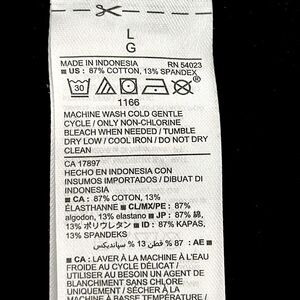 L
G
MADE IN INDONESIA RN 54023
■ US : 87% COTTON, 13% SPANDEX
30
1166
MACHINE WASH COLD GENTLE
CYCLE / ONLY NON-CHLORINE
BLEACH WHEN NEEDED / TUMBLE
DRY LOW / COOL IRON / DO NOT DRY
CLEAN
CA 17897
HECHO EN INDONESIA CON
INSUMOS IMPORTADOS / DIBUAT DI
INDONESIA
■ CA : 87% COTON, 13%
ÉLASTHANNE ■ CL/MX/PE : 87%
algodon, 13% elastano ■ JP : 87% 綿,
13% ポリウレタン ■ ID : 87% KAPAS,
13% SPANDEKS
■ AE : 87 % قطن 13 % سباندیكس
■ CA : LAVER À LA MACHINE À L'EAU
FROIDE AU CYCLE DÉLICAT /
UTILISER AU BESOIN UN AGENT DE
BLANCHIMENT SANS CHLORE
UNIQUEMENT / SÉCHER À LA
MACHINE À BASSE TEMPÉRATURE /